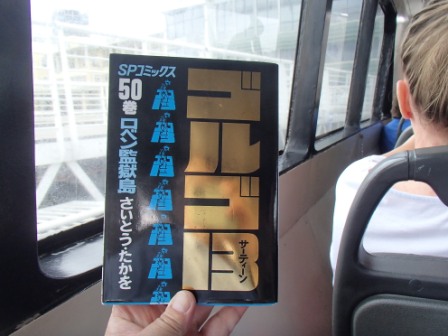 SPコミックス
50巻
ロベン監獄島
さいとう・たかを
ゴルゴ13
サーティーン